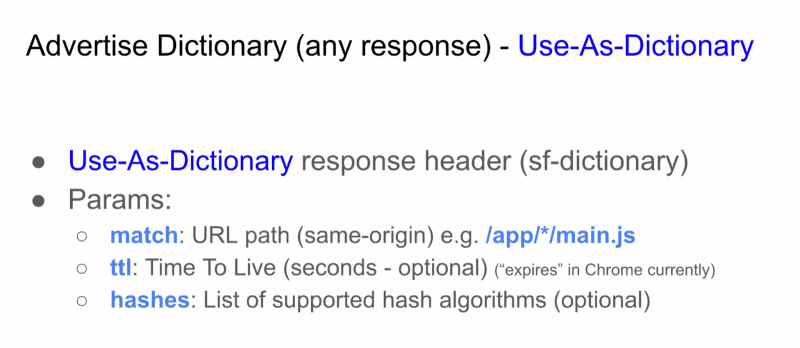 Advertise Dictionary (any response) - Use-As-Dictionary
● Use-As-Dictionary response header (sf-dictionary)
● Params:
○ match: URL path (same-origin) e.g. /app/*/main.js
○ ttl: Time To Live (seconds - optional) (“expires” in Chrome currently)
○ hashes: List of supported hash algorithms (optional)